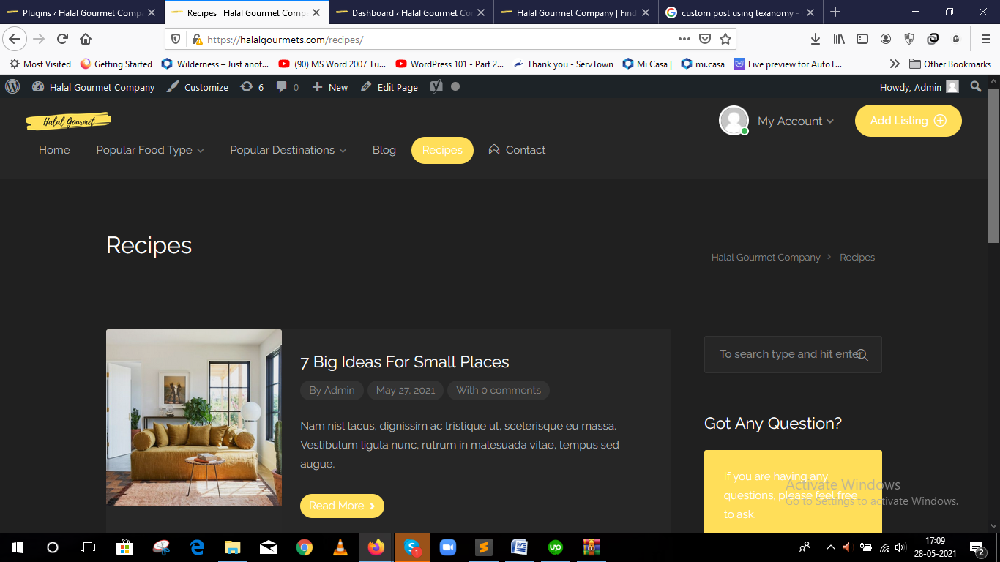 Plugins ‹ Halal Gourmet Comp
Recipes | Halal Gourmet Comp
Dashboard ‹ Halal Gourmet Co
Halal Gourmet Company | Find
custom post using texanomy -
https://halalgourmets.com/recipes/
Most Visited
Getting Started
Wilderness – Just anot...
(90) MS Word 2007 Tu...
WordPress 101 - Part 2...
Thank you - ServTown
Mi Casa |
mi.casa
Live preview for AutoT...
Other Bookmarks
Halal Gourmet Company
Customize
6
0
New
Edit Page
Howdy, Admin
Halal Gourmet
My Account
Add Listing
Home
Popular Food Type
Popular Destinations
Blog
Recipes
Contact
Recipes
Halal Gourmet Company
Recipes
7 Big Ideas For Small Places
By Admin
May 27, 2021
With 0 comments
Nam nisl lacus, dignissim ac tristique ut, scelerisque eu massa.
Vestibulum ligula nunc, rutrum in malesuada vitae, tempus sed
augue.
Read More
To search type and hit enter
Got Any Question?
If you are having any
questions, please feel free
to ask.
Activate Windows
Go to Settings to activate Windows.
1
up
17:09
28-05-2021
2